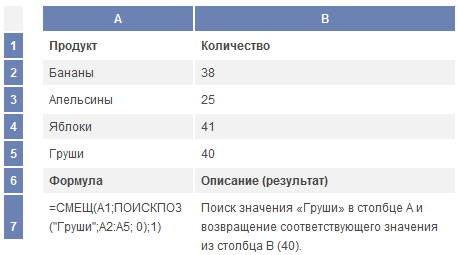 A B
1 Продукт Количество
2 Бананы 38
3 Апельсины 25
4 Яблоки 41
5 Груши 40
6 Формула Описание (результат)
=СМЕЩ(A1;ПОИСКПОЗ Поиск значения «Груши» в столбце A и
("Груши";A2:A5; 0);1) возвращение соответствующего значения
7 из столбца B (40).